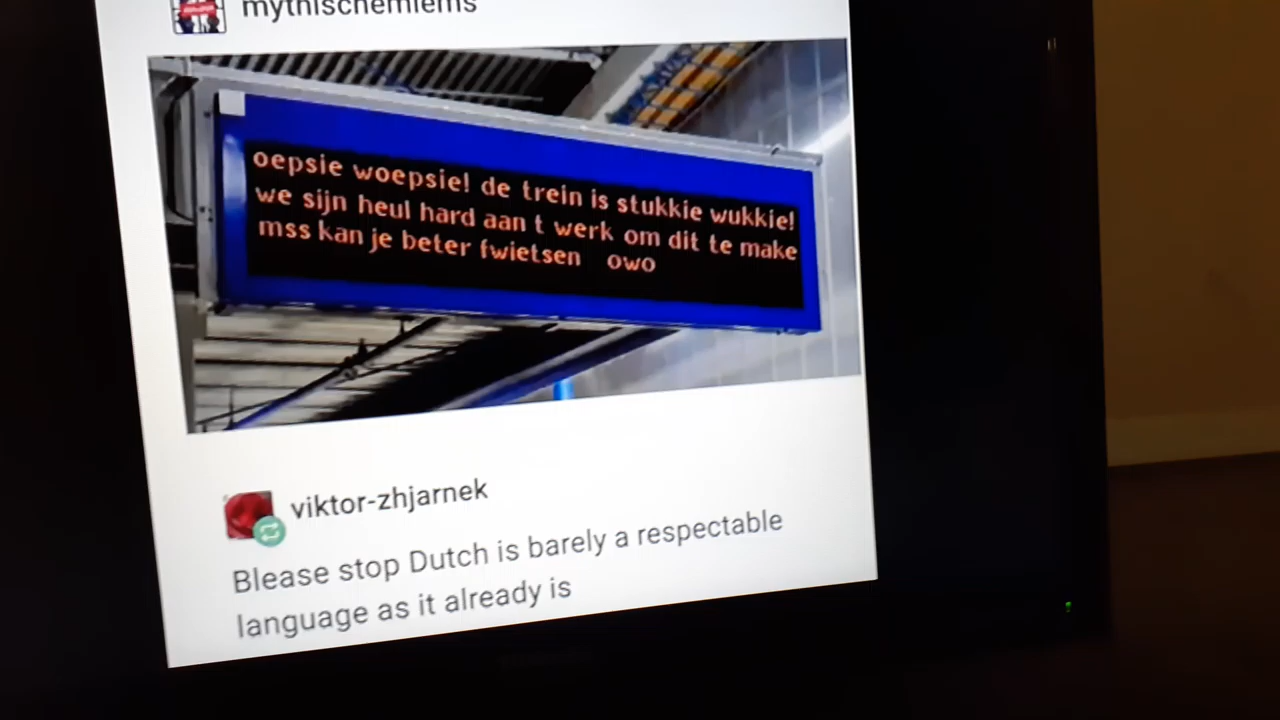 mythischemiems
oepsie woepsie! de trein is stukkie wukkie!
we sijn heul hard aan t werk om dit te make
mss kan je beter fwietsen owo
viktor-zhjarnek
Blease stop Dutch is barely a respectable
language as it already is